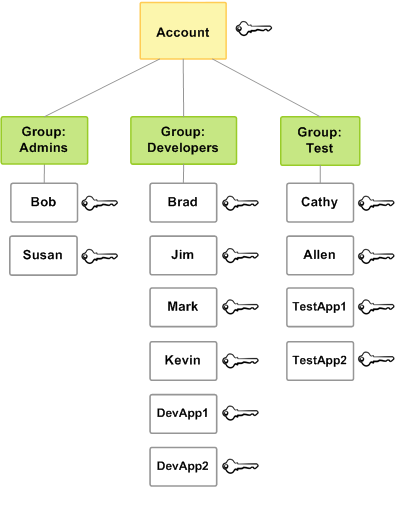 Account
Group:
Admins
Group:
Developers
Group:
Test
Bob
Brad
Cathy
Susan
Jim
Allen
Mark
TestApp1
Kevin
TestApp2
DevApp1
DevApp2